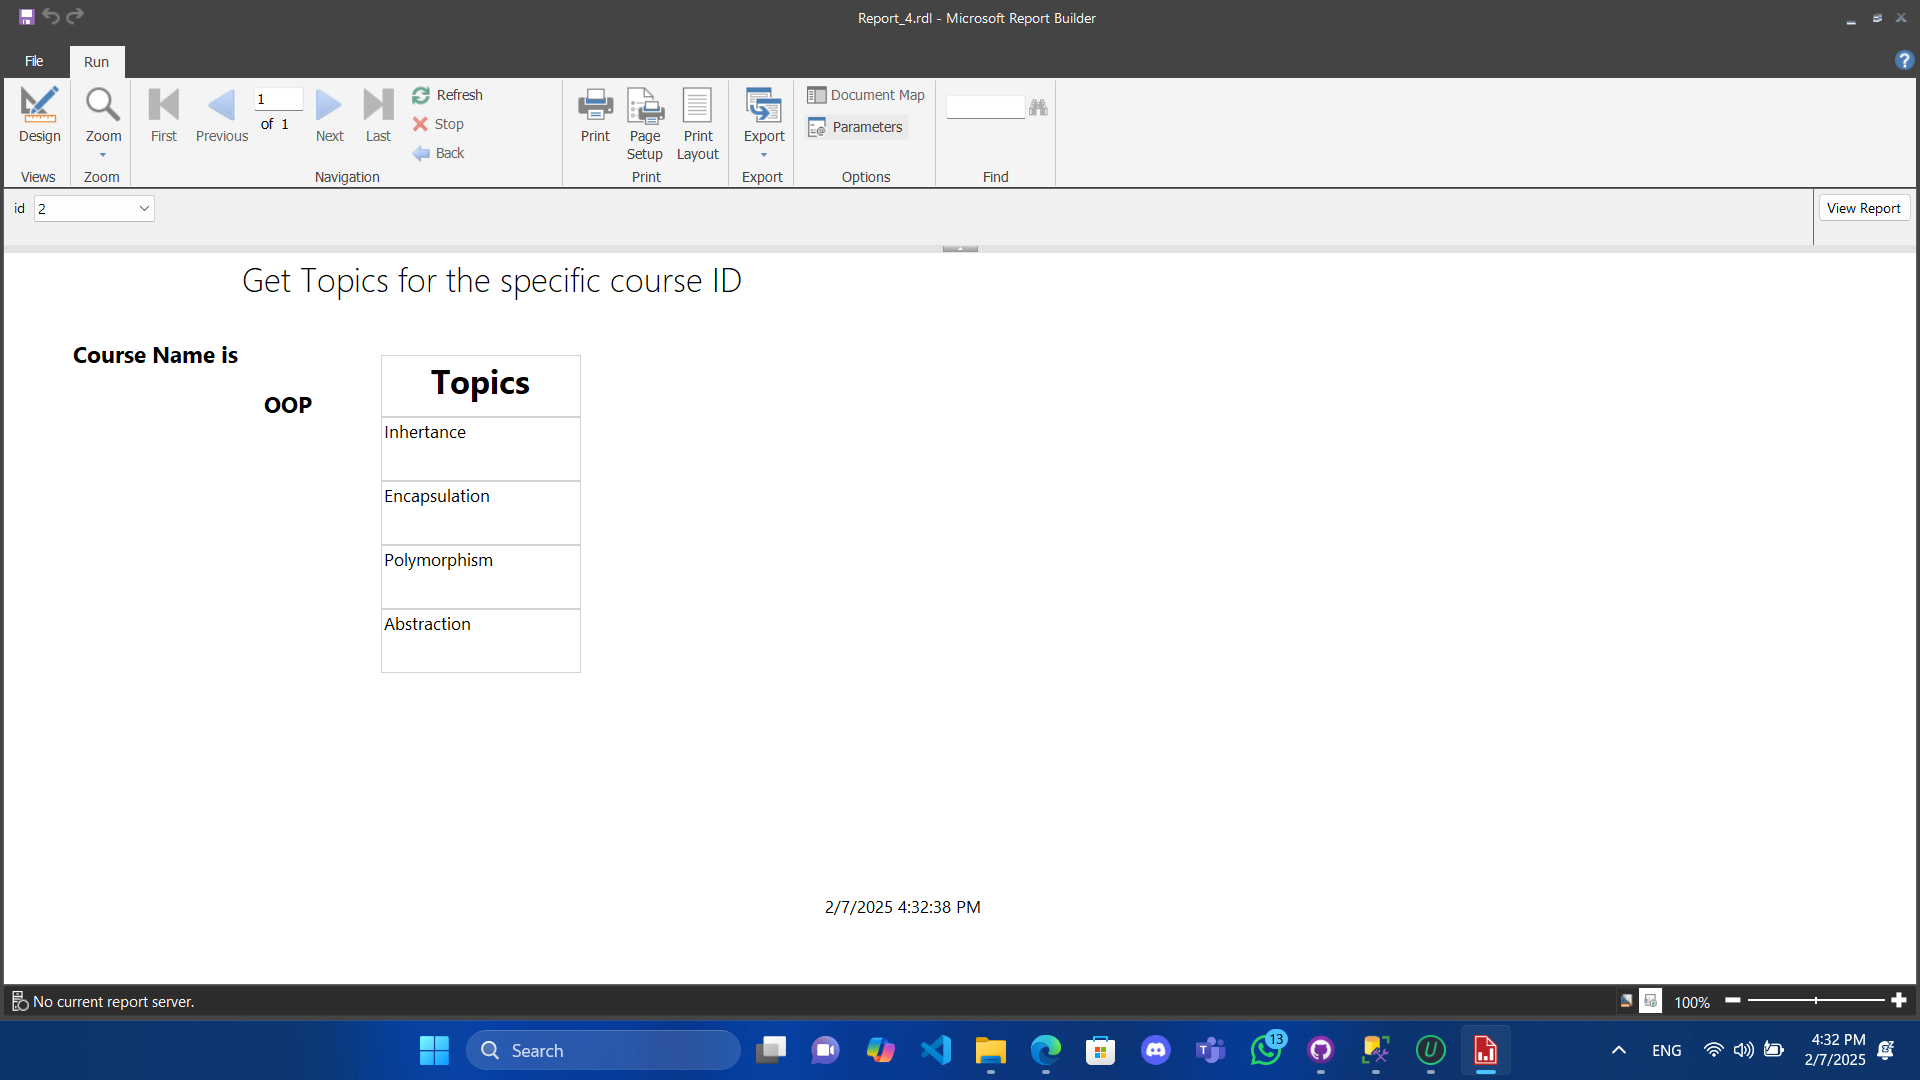 Report_4.rdl - Microsoft Report Builder
File
Run
Design
Zoom
First
Previous
1
of 1
Next
Last
Refresh
Stop
Back
Print
Page Setup
Print Layout
Export
Document Map
Parameters
Views
Zoom
Navigation
Print
Export
Options
Find
id
2
View Report
Get Topics for the specific course ID
Course Name is
OOP
Topics
Inhertance
Encapsulation
Polymorphism
Abstraction
2/7/2025 4:32:38 PM
No current report server.
100%
Search
13
ENG
4:32 PM
2/7/2025